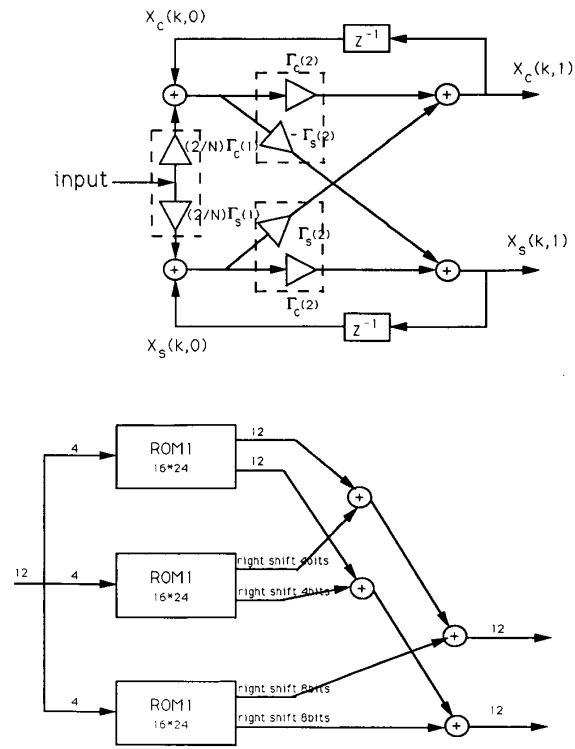 X_c(k,0)
Z^-1
Γ_c(2)
X_c(k,1)
-Γ_s(2)
(2/N)Γ_c(1)
input
(2/N)Γ_s(1)
Γ_s(2)
X_s(k,1)
Γ_c(2)
Z^-1
X_s(k,0)
12
4
ROM1
16*24
12
12
12
4
ROM1
16*24
right shift 4bits
right shift 4bits
12
4
ROM1
16*24
right shift 8bits
right shift 8bits
12